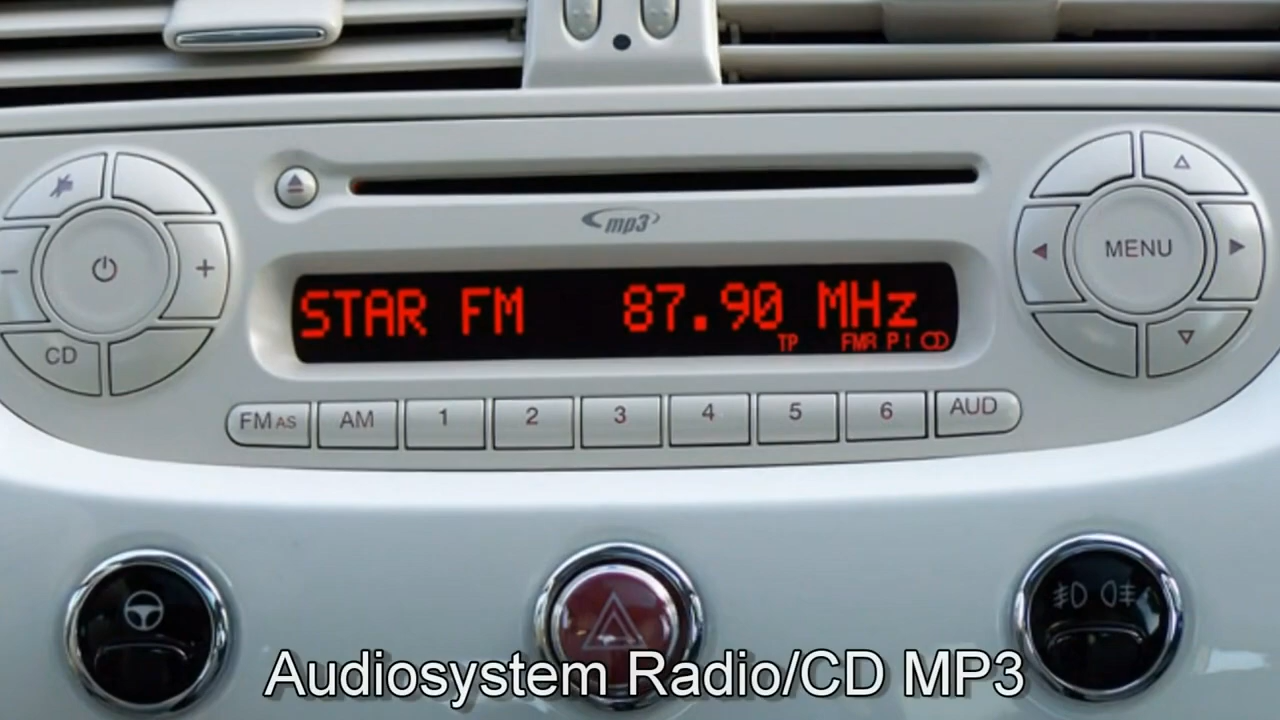 mp3
MENU
STAR FM 87.90 MHz
TP FMR P I
- +
CD
FM AS AM 1 2 3 4 5 6 AUD
Audiosystem Radio/CD MP3